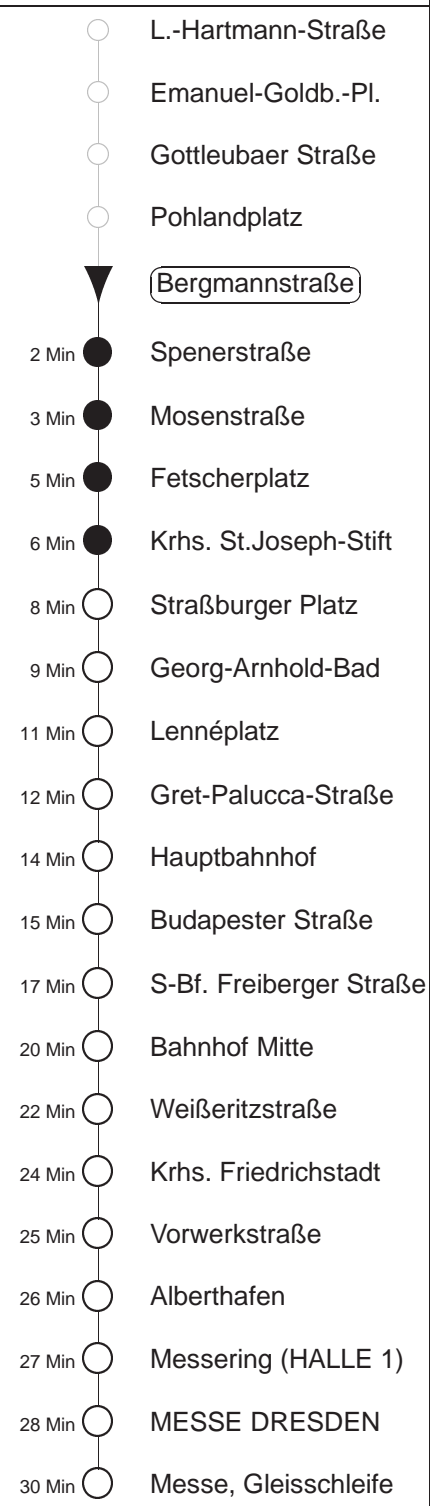 L.-Hartmann-Straße
Emanuel-Goldb.-Pl.
Gottleubaer Straße
Pohlandplatz
Bergmannstraße
2 Min Spenerstraße
3 Min Mosenstraße
5 Min Fetscherplatz
6 Min Krhs. St.Joseph-Stift
8 Min Straßburger Platz
9 Min Georg-Arnhold-Bad
11 Min Lennéplatz
12 Min Gret-Palucca-Straße
14 Min Hauptbahnhof
15 Min Budapester Straße
17 Min S-Bf. Freiberger Straße
20 Min Bahnhof Mitte
22 Min Weißeritzstraße
24 Min Krhs. Friedrichstadt
25 Min Vorwerkstraße
26 Min Alberthafen
27 Min Messering (HALLE 1)
28 Min MESSE DRESDEN
30 Min Messe, Gleisschleife